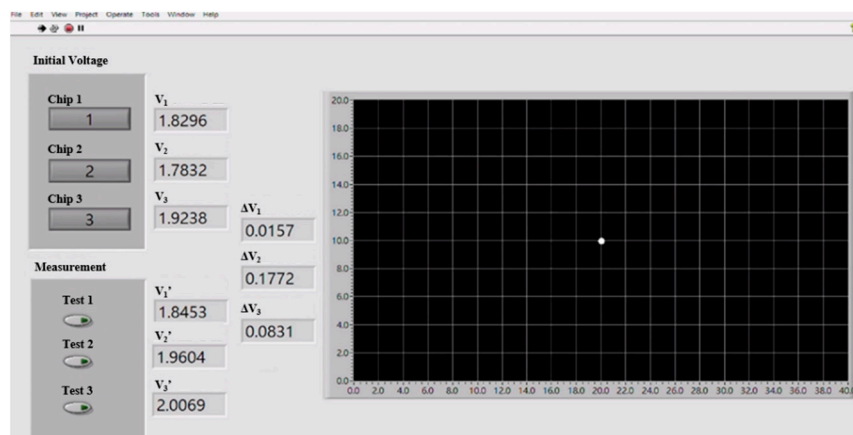 File Edit View Project Operate Tools Window Help
Initial Voltage
Chip 1
1
Chip 2
2
Chip 3
3
V₁
1.8296
V₂
1.7832
V₃
1.9238
ΔV₁
0.0157
ΔV₂
0.1772
ΔV₃
0.0831
Measurement
Test 1
Test 2
Test 3
V₁’
1.8453
V₂’
1.9604
V₃’
2.0069
20.0
18.0
16.0
14.0
12.0
10.0
8.0
6.0
4.0
2.0
0.0
0.0 2.0 4.0 6.0 8.0 10.0 12.0 14.0 16.0 18.0 20.0 22.0 24.0 26.0 28.0 30.0 32.0 34.0 36.0 38.0 40.